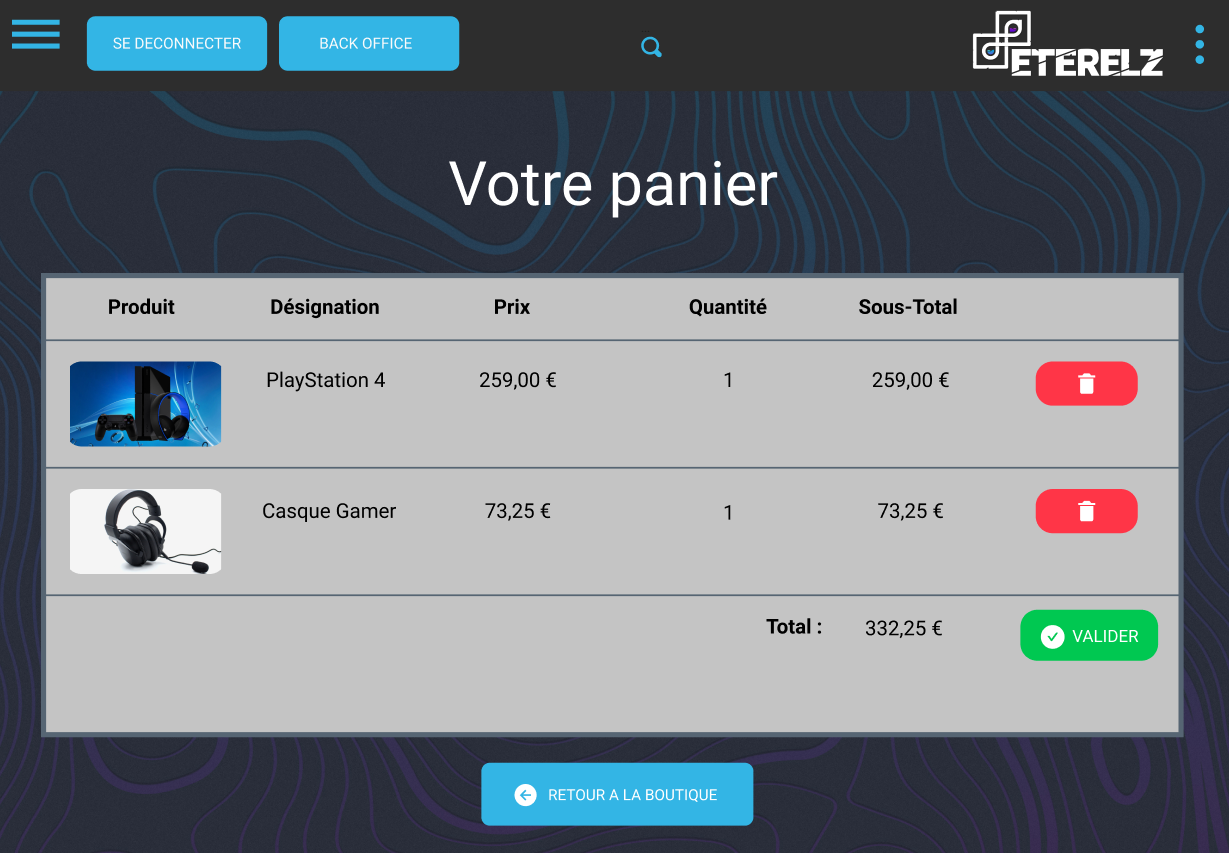 SE DECONNECTER
BACK OFFICE
ETERELZ
Votre panier
Produit Désignation Prix Quantité Sous-Total
PlayStation 4 259,00 € 1 259,00 €
Casque Gamer 73,25 € 1 73,25 €
Total : 332,25 € VALIDER
RETOUR A LA BOUTIQUE